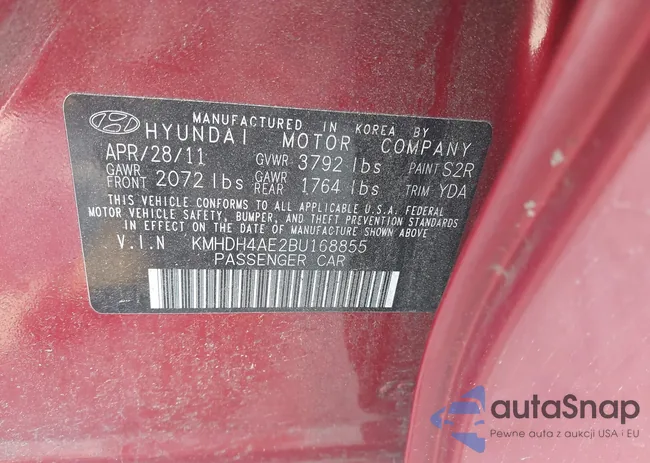 MANUFACTURED IN KOREA BY
HYUNDAI MOTOR COMPANY
APR/28/11 GVWR 3792 lbs PAINT S2R
GAWR FRONT 2072 lbs GAWR REAR 1764 lbs TRIM YDA
THIS VEHICLE CONFORMS TO ALL APPLICABLE U.S.A. FEDERAL
MOTOR VEHICLE SAFETY, BUMPER, AND THEFT PREVENTION STANDARDS
IN EFFECT ON THE DATE OF MANUFACTURE SHOWN ABOVE.
V.I.N KMHDH4AE2BU168855
PASSENGER CAR
autaSnap
Pewne auta z aukcji USA i EU